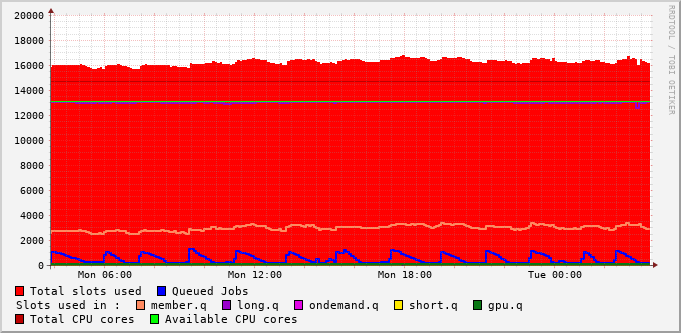 RRDTOOL / TOBI OETIKER
20000
18000
16000
14000
12000
10000
8000
6000
4000
2000
0
Mon 06:00 Mon 12:00 Mon 18:00 Tue 00:00
Total slots used Queued Jobs
Slots used in : member.q long.q ondemand.q short.q gpu.q
Total CPU cores Available CPU cores